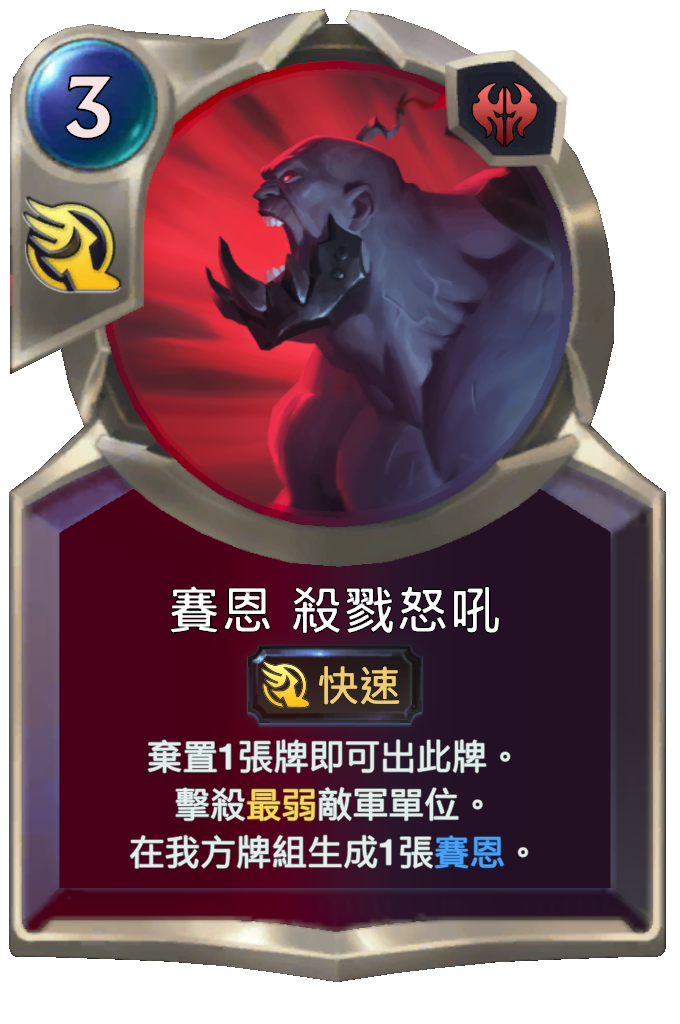 3
賽恩 殺戮怒吼
快速
棄置1張牌即可出此牌。
擊殺最弱敵軍單位。
在我方牌組生成1張賽恩。